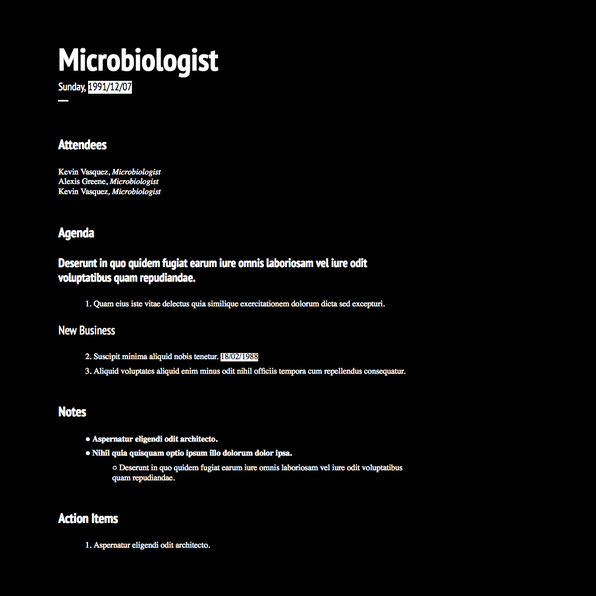 Microbiologist
Sunday, 1991/12/07
Attendees
Kevin Vasquez, Microbiologist
Alexis Greene, Microbiologist
Kevin Vasquez, Microbiologist
Agenda
Deserunt in quo quidem fugiat earum iure omnis laboriosam vel iure odit
voluptatibus quam repudiandae.
1. Quam eius iste vitae delectus quia similique exercitationem dolorum dicta sed excepturi.
New Business
2. Suscipit minima aliquid nobis tenetur. 18/02/1988
3. Aliquid voluptates aliquid enim minus odit nihil officiis tempora cum repellendus consequatur.
Notes
● Aspernatur eligendi odit architecto.
● Nihil quia quisquam optio ipsum illo dolorum dolor ipsa.
○ Deserunt in quo quidem fugiat earum iure omnis laboriosam vel iure odit voluptatibus
quam repudiandae.
Action Items
1. Aspernatur eligendi odit architecto.